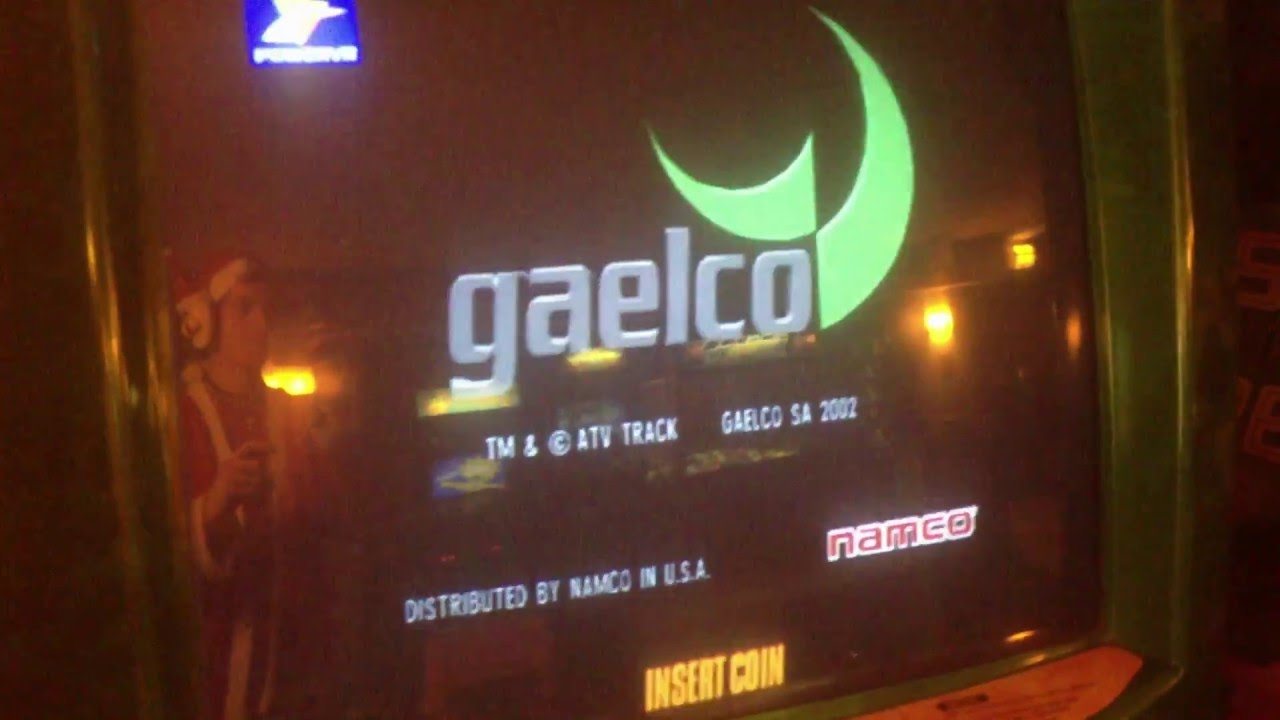 gaelco
TM & © ATV TRACK GAELCO SA 2002
namco
DISTRIBUTED BY NAMCO IN U.S.A.
INSERT COIN